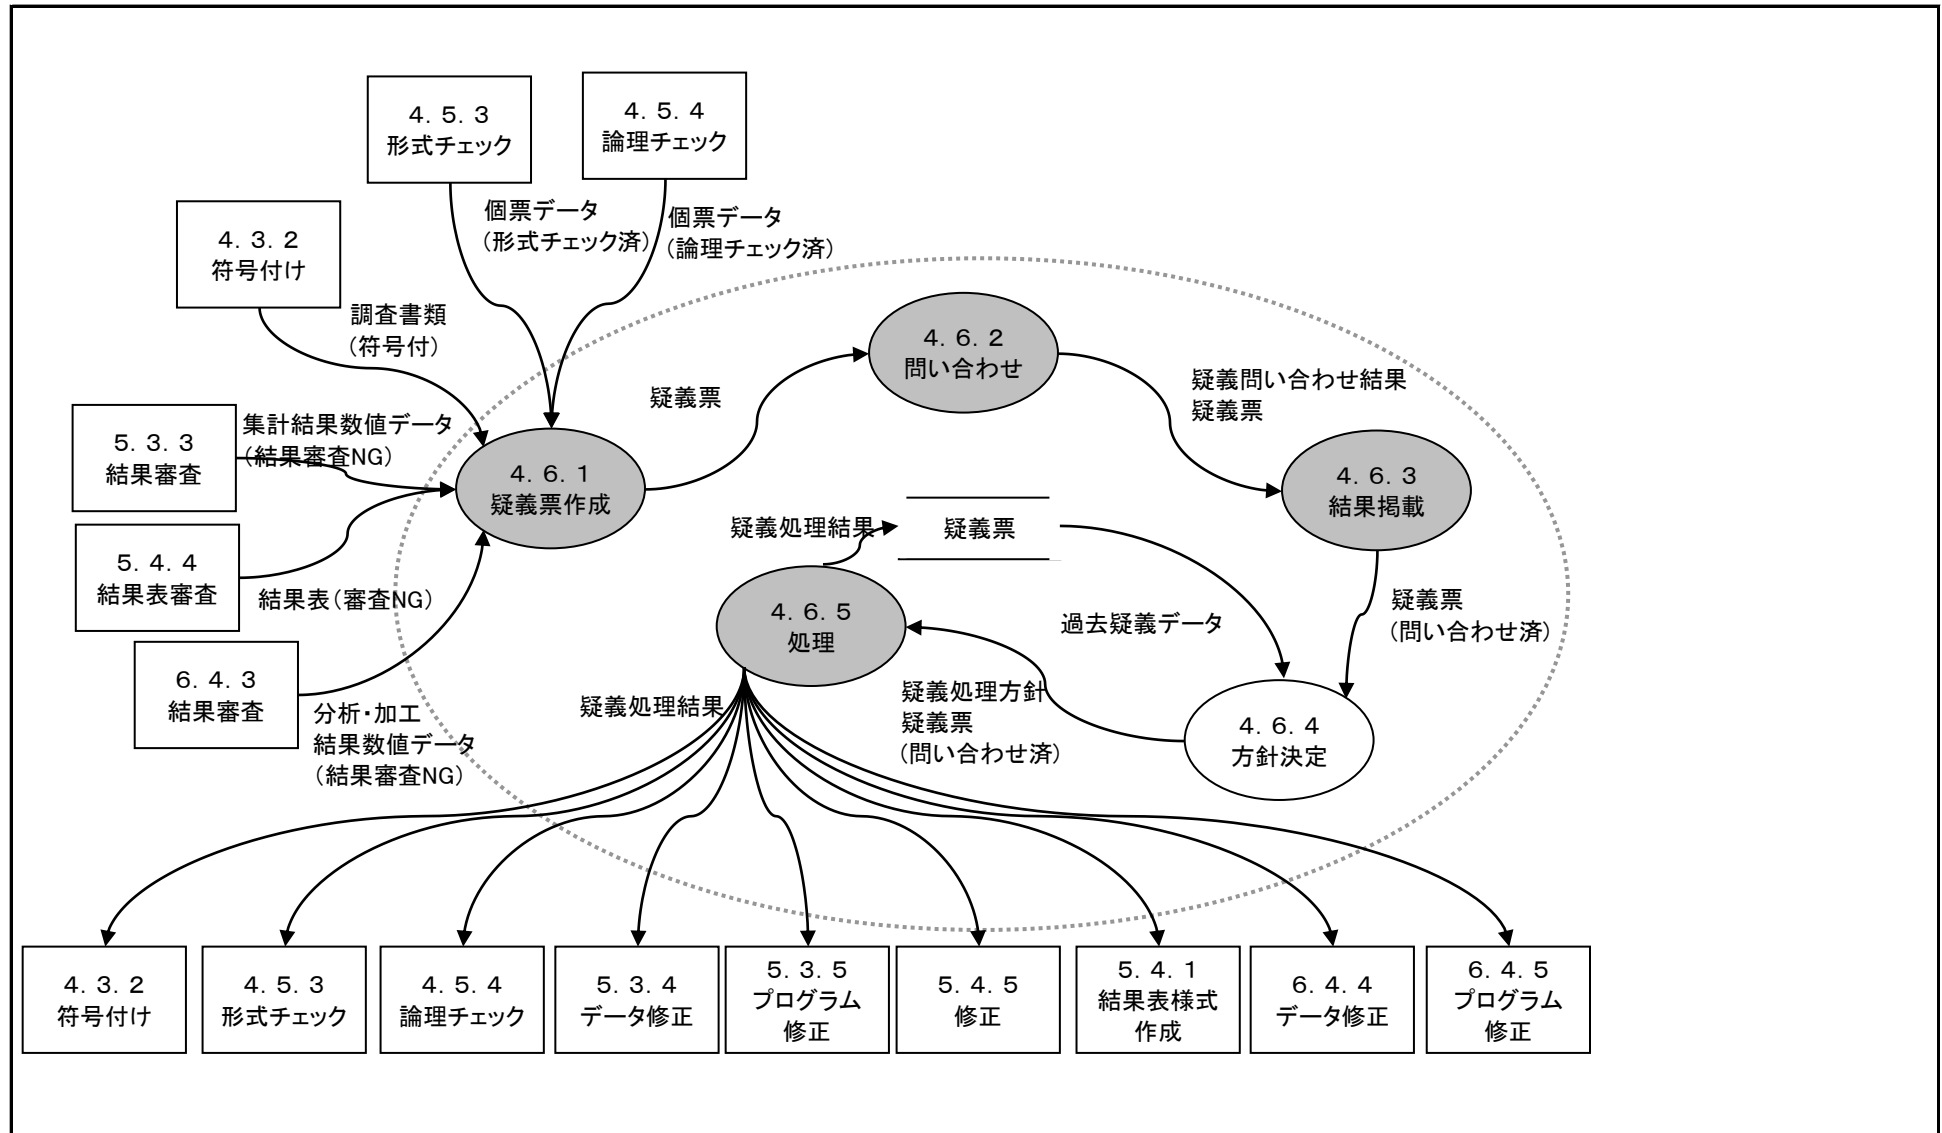 ４．５．３
形式チェック
４．５．４
論理チェック
個票データ
（形式チェック済）
個票データ
（論理チェック済）
４．３．２
符号付け
調査書類
（符号付）
５．３．３
結果審査
集計結果数値データ
（結果審査NG）
４．６．１
疑義票作成
疑義票
４．６．２
問い合わせ
疑義問い合わせ結果
疑義票
４．６．３
結果掲載
５．４．４
結果表審査
結果表（審査NG）
疑義処理結果
疑義票
４．６．５
処理
過去疑義データ
疑義票
（問い合わせ済）
６．４．３
結果審査
分析・加工
結果数値データ
（結果審査NG）
疑義処理結果
疑義処理方針
疑義票
（問い合わせ済）
４．６．４
方針決定
４．３．２
符号付け
４．５．３
形式チェック
４．５．４
論理チェック
５．３．４
データ修正
５．３．５
プログラム
修正
５．４．５
修正
５．４．１
結果表様式
作成
６．４．４
データ修正
６．４．５
プログラム
修正